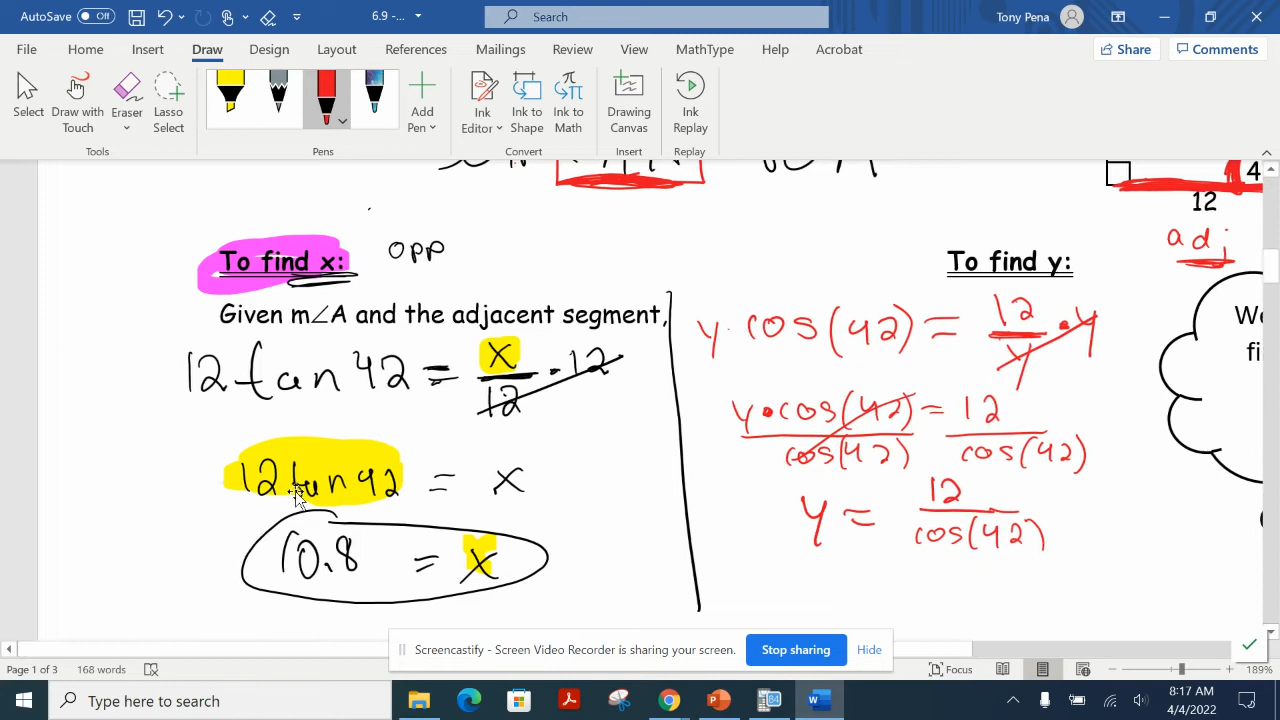 AutoSave Off 6.9 -... Search Tony Pena
File Home Insert Draw Design Layout References Mailings Review View MathType Help Acrobat Share Comments
Select Draw with Touch Eraser Lasso Select Add Pen Ink Editor Ink to Shape Ink to Math Drawing Canvas Ink Replay
Tools Pens Convert Insert Replay
4
12
adj
To find x: opp
To find y:
Given m∠A and the adjacent segment,
12 tan 42 = x/12 · 12
12 tan 42 = x
10.8 = x
y · cos(42) = 12/y · y
y · cos(42)/cos(42) = 12/cos(42)
y = 12/cos(42)
We
fi
Screencastify - Screen Video Recorder is sharing your screen. Stop sharing Hide
Page 1 of 3 168 words Focus 189%
Type here to search 84 8:17 AM
4/4/2022